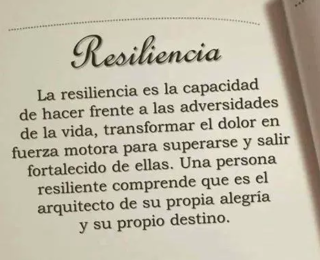 Resiliencia
La resiliencia es la capacidad
de hacer frente a las adversidades
de la vida, transformar el dolor en
fuerza motora para superarse y salir
fortalecido de ellas. Una persona
resiliente comprende que es el
arquitecto de su propia alegría
y su propio destino.